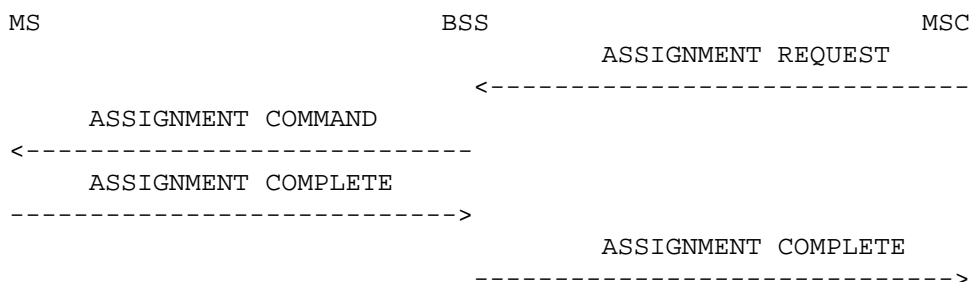 MS BSS MSC
ASSIGNMENT REQUEST
<------------------------------
ASSIGNMENT COMMAND
<----------------------------
ASSIGNMENT COMPLETE
---------------------------->
ASSIGNMENT COMPLETE
------------------------------>